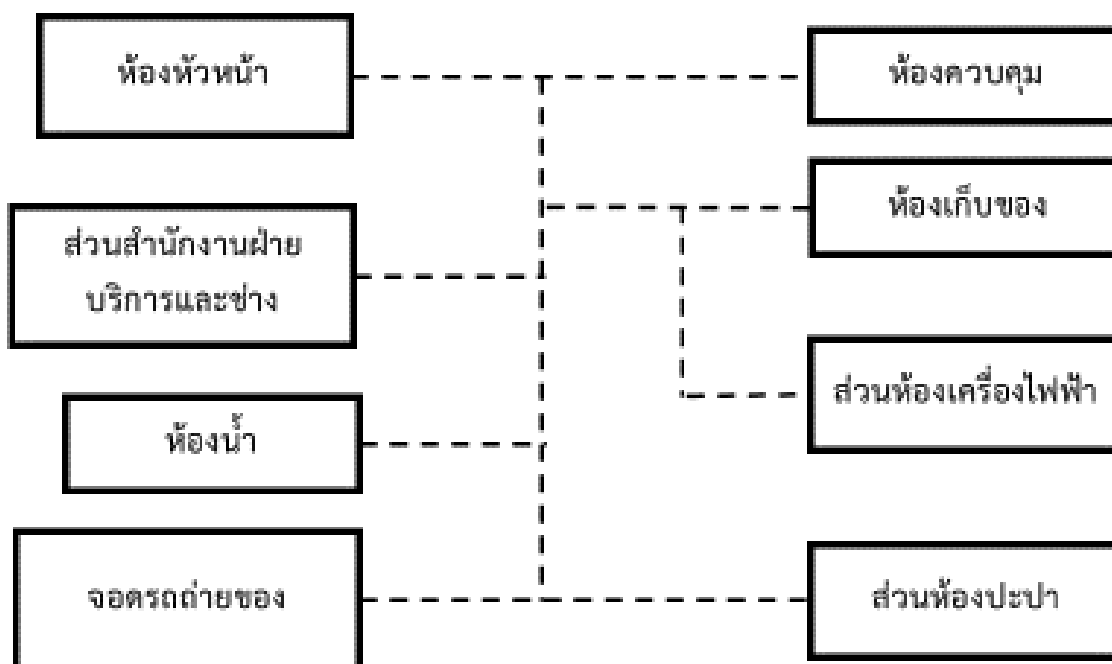 ห้องหัวหน้า
ห้องควบคุม
ห้องเก็บของ
ส่วนสำนักงานฝ่าย
บริการและช่าง
ส่วนห้องเครื่องไฟฟ้า
ห้องน้ำ
จอดรถถ่ายของ
ส่วนห้องปะปา